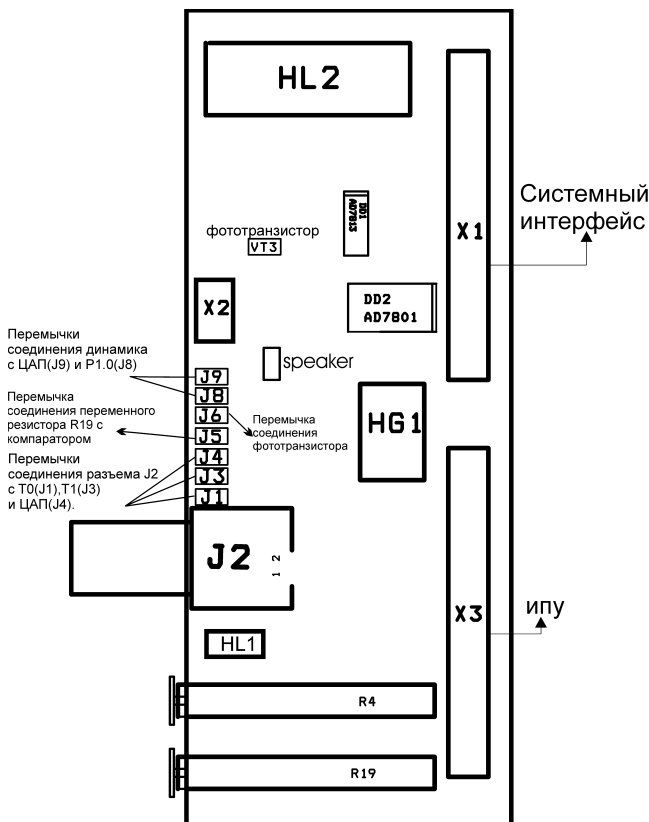 HL2
DD1
AD7813
Системный
интерфейс
X1
фототранзистор
VT3
X2
DD2
AD7801
Перемычки
соединения динамика
с ЦАП(J9) и P1.0(J8)
speaker
J9
J8
J6
J5
J4
J3
J1
Перемычка
соединения переменного
резистора R19 с
компаратором
Перемычка
соединения
фототранзистора
HG1
Перемычки
соединения разъема J2
с T0(J1),T1(J3)
и ЦАП(J4).
J2
1 2
X3
ипу
HL1
R4
R19